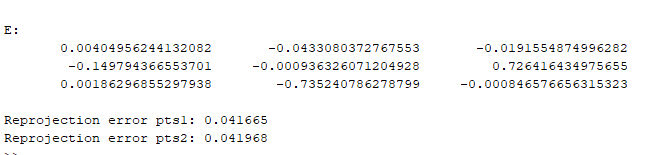 E:
0.00404956244132082 -0.0433080372767553 -0.0191554874996282
-0.149794366553701 -0.000936326071204928 0.726416434975655
0.00186296855297938 -0.735240786278799 -0.000846576656315323
Reprojection error pts1: 0.041665
Reprojection error pts2: 0.041968
>>